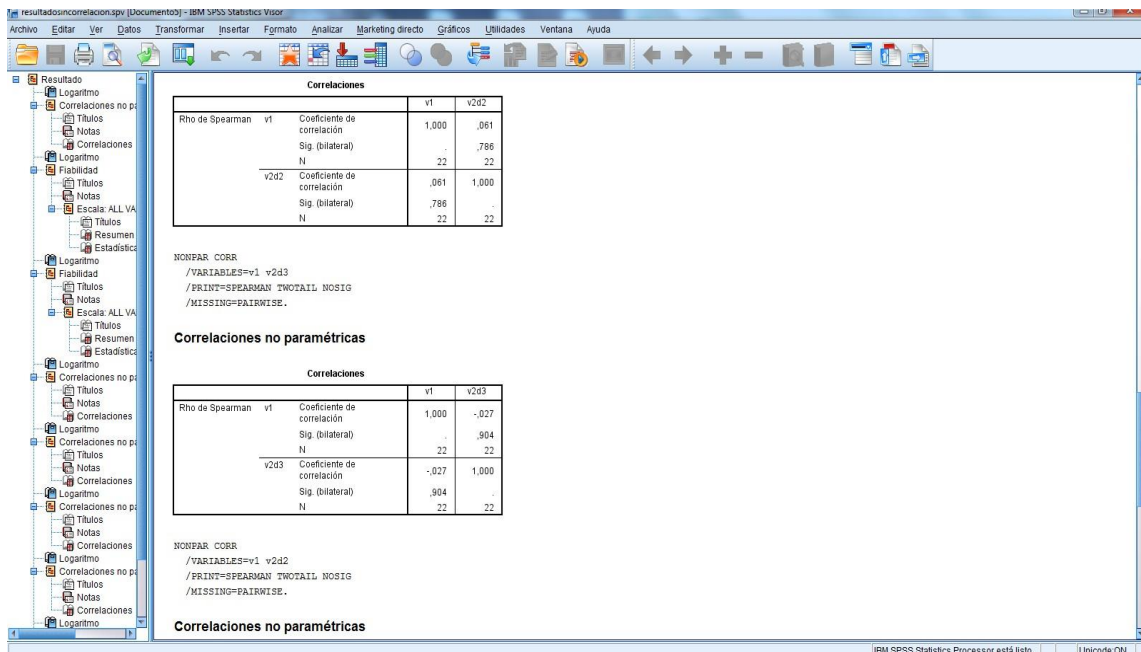 resultadosincorrelacion.spv [Documento5] - IBM SPSS Statistics Visor
Archivo Editar Ver Datos Transformar Insertar Formato Analizar Marketing directo Gráficos Utilidades Ventana Ayuda
Resultado
Logaritmo
Correlaciones no pa
Títulos
Notas
Correlaciones
Logaritmo
Fiabilidad
Títulos
Notas
Escala: ALL VA
Títulos
Resumen
Estadística
Logaritmo
Fiabilidad
Títulos
Notas
Escala: ALL VA
Títulos
Resumen
Estadística
Logaritmo
Correlaciones no pa
Títulos
Notas
Correlaciones
Logaritmo
Correlaciones no pa
Títulos
Notas
Correlaciones
Logaritmo
Correlaciones no pa
Títulos
Notas
Correlaciones
Logaritmo
Correlaciones no pa
Títulos
Notas
Correlaciones
Logaritmo
Correlaciones
v1 v2d2
Rho de Spearman v1 Coeficiente de
correlación 1,000 ,061
Sig. (bilateral) . ,786
N 22 22
v2d2 Coeficiente de
correlación ,061 1,000
Sig. (bilateral) ,786 .
N 22 22
NONPAR CORR
/VARIABLES=v1 v2d3
/PRINT=SPEARMAN TWOTAIL NOSIG
/MISSING=PAIRWISE.
Correlaciones no paramétricas
Correlaciones
v1 v2d3
Rho de Spearman v1 Coeficiente de
correlación 1,000 -,027
Sig. (bilateral) . ,904
N 22 22
v2d3 Coeficiente de
correlación -,027 1,000
Sig. (bilateral) ,904 .
N 22 22
NONPAR CORR
/VARIABLES=v1 v2d2
/PRINT=SPEARMAN TWOTAIL NOSIG
/MISSING=PAIRWISE.
Correlaciones no paramétricas
IBM SPSS Statistics Processor está listo Unicode:ON